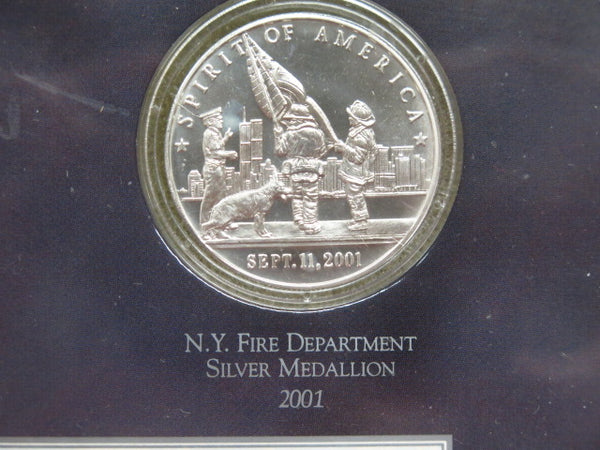 SPIRIT OF AMERICA
SEPT. 11, 2001
N.Y. FIRE DEPARTMENT
SILVER MEDALLION
2001